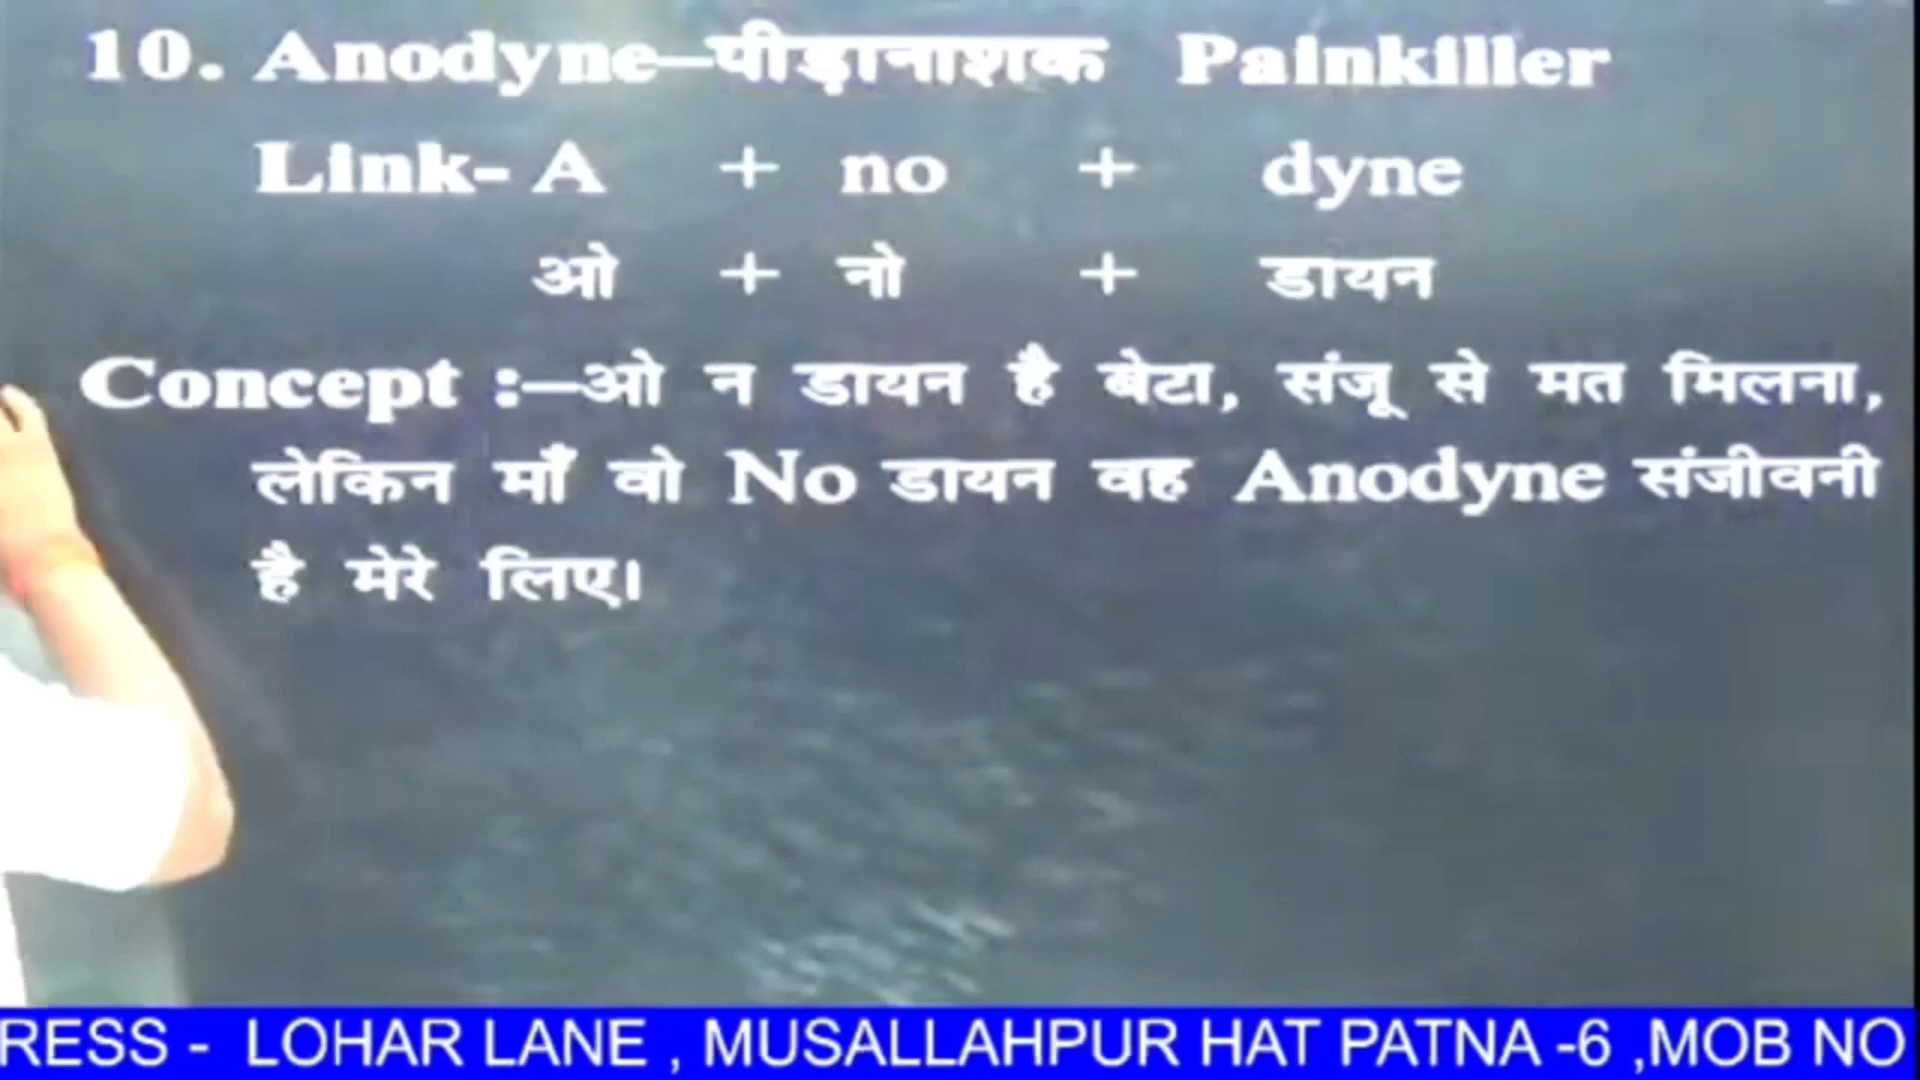 10. Anodyne–पीड़ानाशक Painkiller
Link- A + no + dyne
ओ + नो + डायन
Concept :–ओ न डायन है बेटा, संजू से मत मिलना,
लेकिन माँ वो No डायन वह Anodyne संजीवनी
है मेरे लिए।
RESS - LOHAR LANE , MUSALLAHPUR HAT PATNA -6 ,MOB NO